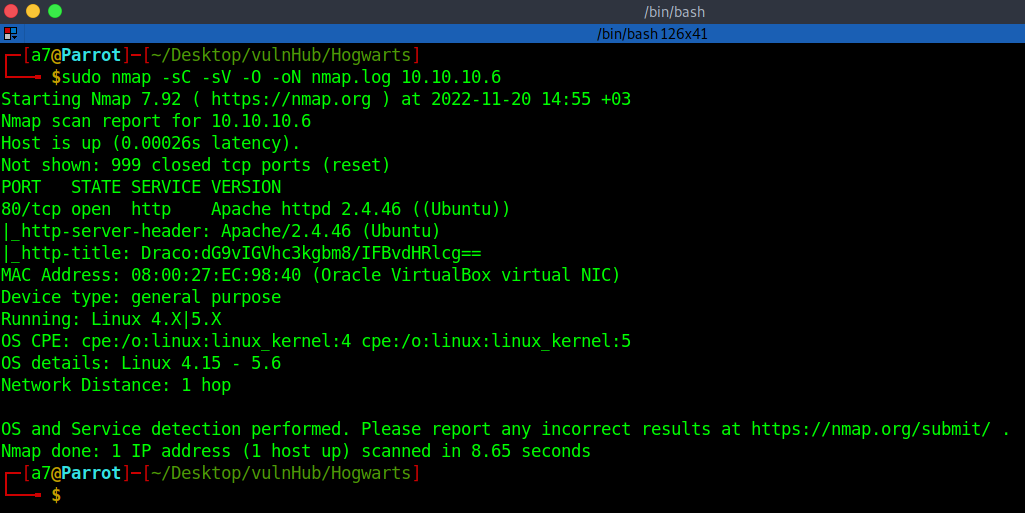 /bin/bash
/bin/bash 126x41
┌─[a7@Parrot]─[~/Desktop/vulnHub/Hogwarts]
└──╼ $sudo nmap -sC -sV -O -oN nmap.log 10.10.10.6
Starting Nmap 7.92 ( https://nmap.org ) at 2022-11-20 14:55 +03
Nmap scan report for 10.10.10.6
Host is up (0.00026s latency).
Not shown: 999 closed tcp ports (reset)
PORT   STATE SERVICE VERSION
80/tcp open  http    Apache httpd 2.4.46 ((Ubuntu))
|_http-server-header: Apache/2.4.46 (Ubuntu)
|_http-title: Draco:dG9vIGVhc3kgbm8/IFBvdHRlcg==
MAC Address: 08:00:27:EC:98:40 (Oracle VirtualBox virtual NIC)
Device type: general purpose
Running: Linux 4.X|5.X
OS CPE: cpe:/o:linux:linux_kernel:4 cpe:/o:linux:linux_kernel:5
OS details: Linux 4.15 - 5.6
Network Distance: 1 hop

OS and Service detection performed. Please report any incorrect results at https://nmap.org/submit/ .
Nmap done: 1 IP address (1 host up) scanned in 8.65 seconds
┌─[a7@Parrot]─[~/Desktop/vulnHub/Hogwarts]
└──╼ $